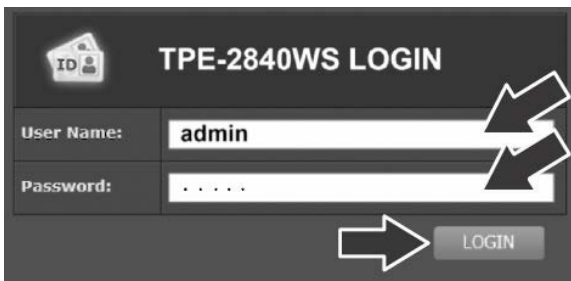 ID
TPE-2840WS LOGIN
User Name: admin
Password: .....
LOGIN